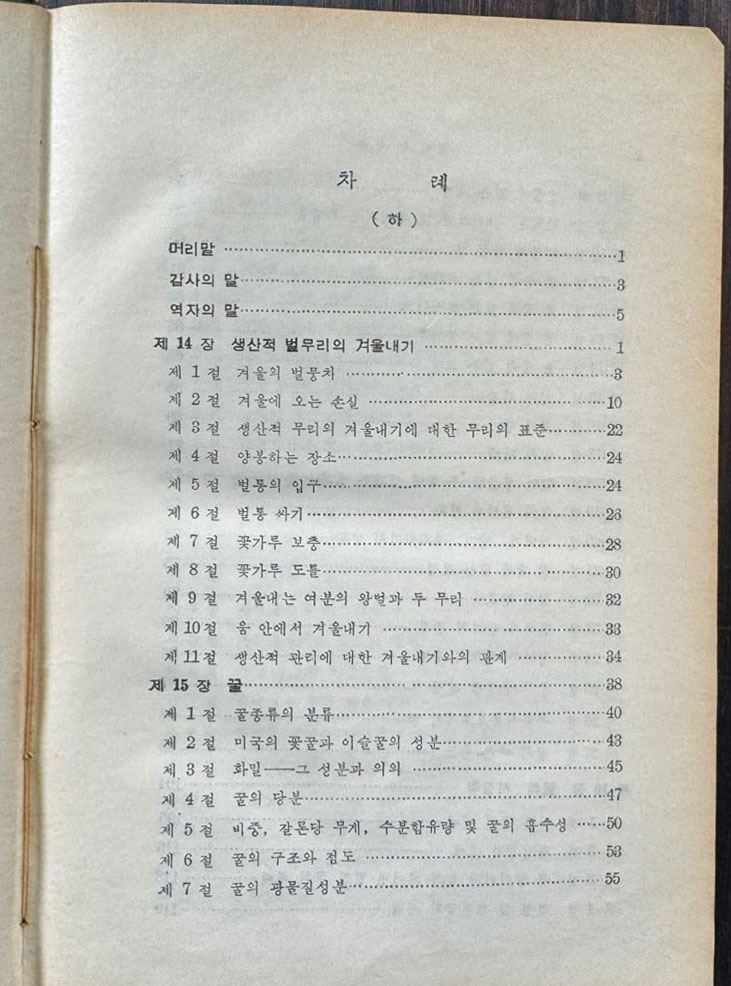 차 례
(하)
머리말 ... 1
감사의 말 ... 3
역자의 말 ... 5
제 14 장 생산적 벌무리의 겨울내기 ... 1
제 1 절 겨울의 벌뭉치 ... 3
제 2 절 겨울에 오는 손실 ... 10
제 3 절 생산적 무리의 겨울내기에 대한 무리의 표준 ... 22
제 4 절 양봉하는 장소 ... 24
제 5 절 벌통의 입구 ... 24
제 6 절 벌통 싸기 ... 26
제 7 절 꽃가루 보충 ... 28
제 8 절 꽃가루 도틀 ... 30
제 9 절 겨울내는 여분의 왕벌과 두 무리 ... 32
제 10 절 움 안에서 겨울내기 ... 33
제 11 절 생산적 관리에 대한 겨울내기와의 관계 ... 34
제 15 장 꿀 ... 38
제 1 절 꿀종류의 분류 ... 40
제 2 절 미국의 꽃꿀과 이슬꿀의 성분 ... 43
제 3 절 화밀——그 성분과 의의 ... 45
제 4 절 꿀의 당분 ... 47
제 5 절 비중, 갈론당 무게, 수분함유량 및 꿀의 흡수성 ... 50
제 6 절 꿀의 구조와 점도 ... 53
제 7 절 꿀의 광물질성분 ... 55